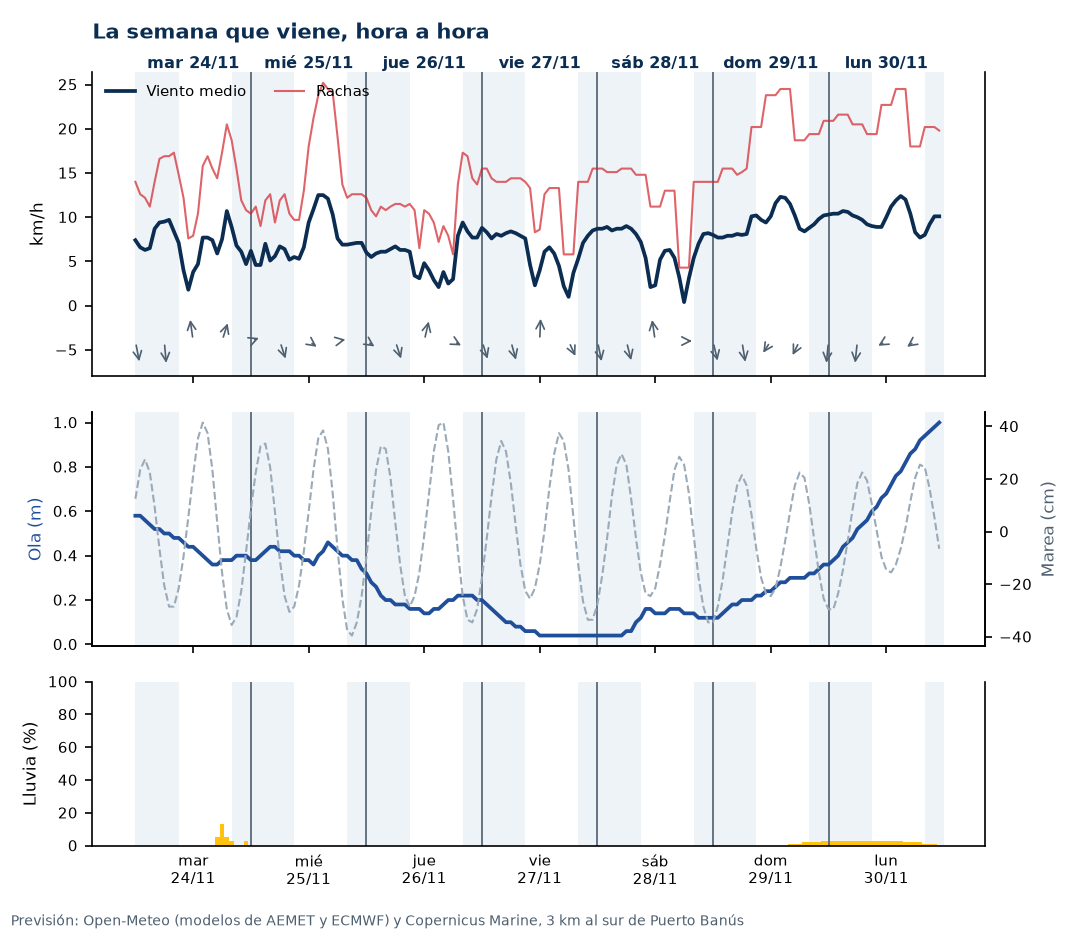 La semana que viene, hora a hora
mar 24/11 mié 25/11 jue 26/11 vie 27/11 sáb 28/11 dom 29/11 lun 30/11
Viento medio Rachas
km/h
25
20
15
10
5
0
−5
Ola (m)
1.0
0.8
0.6
0.4
0.2
0.0
Marea (cm)
40
20
0
−20
−40
Lluvia (%)
100
80
60
40
20
0
mar mié jue vie sáb dom lun
24/11 25/11 26/11 27/11 28/11 29/11 30/11
Previsión: Open-Meteo (modelos de AEMET y ECMWF) y Copernicus Marine, 3 km al sur de Puerto Banús